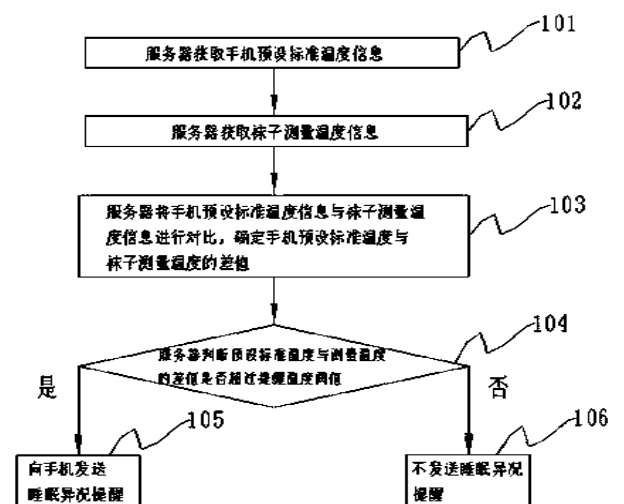 101
服务器获取手机预设标准温度信息
102
服务器获取袜子测量温度信息
103
服务器将手机预设标准温度信息与袜子测量温
度信息进行对比，确定手机预设标准温度与
袜子测量温度的差值
104
服务器判断预设标准温度与测量温度
的差值是否超过提醒温度阈值
是
否
105
106
向手机发送
睡眠异况提醒
不发送睡眠异况
提醒